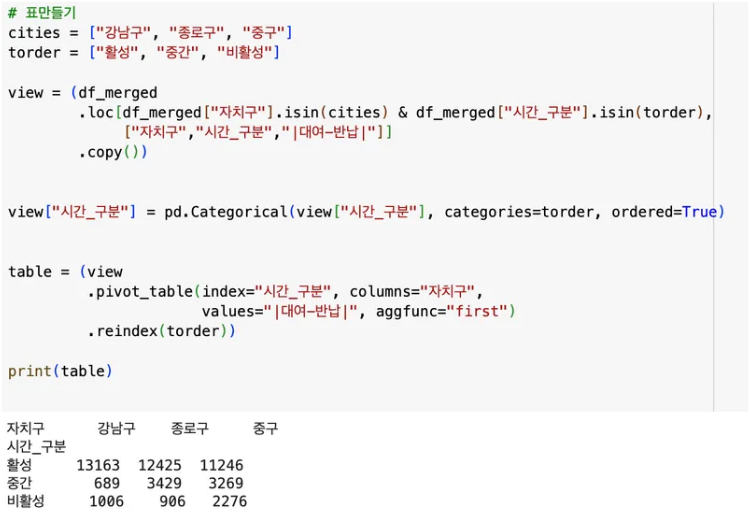 # 표만들기
cities = ["강남구", "종로구", "중구"]
torder = ["활성", "중간", "비활성"]
view = (df_merged
.loc[df_merged["자치구"].isin(cities) & df_merged["시간_구분"].isin(torder),
["자치구","시간_구분","|대여-반납|"]]
.copy())
view["시간_구분"] = pd.Categorical(view["시간_구분"], categories=torder, ordered=True)
table = (view
.pivot_table(index="시간_구분", columns="자치구",
values="|대여-반납|", aggfunc="first")
.reindex(torder))
print(table)
자치구 강남구 종로구 중구
시간_구분
활성 13163 12425 11246
중간 689 3429 3269
비활성 1006 906 2276